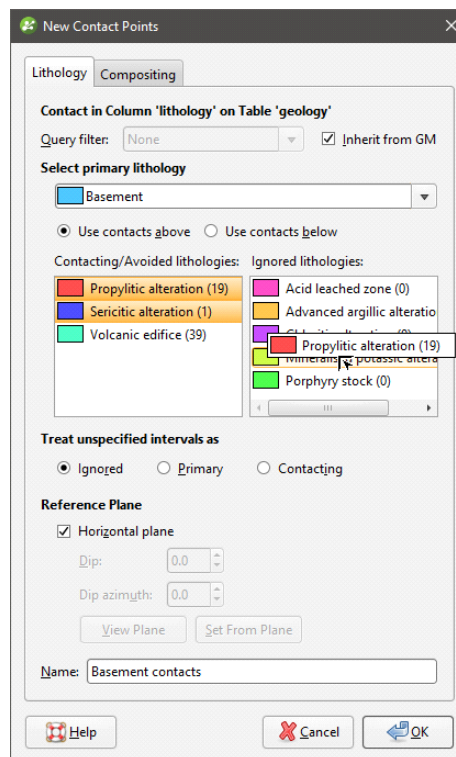 New Contact Points
Lithology Compositing
Contact in Column 'lithology' on Table 'geology'
Query filter: None Inherit from GM
Select primary lithology
Basement
Use contacts above Use contacts below
Contacting/Avoided lithologies: Ignored lithologies:
Propylitic alteration (19) Acid leached zone (0)
Sericitic alteration (1) Advanced argillic alteratio
Volcanic edifice (39)
Propylitic alteration (19)
Porphyry stock (0)
Treat unspecified intervals as
Ignored Primary Contacting
Reference Plane
Horizontal plane
Dip: 0.0
Dip azimuth: 0.0
View Plane Set From Plane
Name: Basement contacts
Help Cancel OK